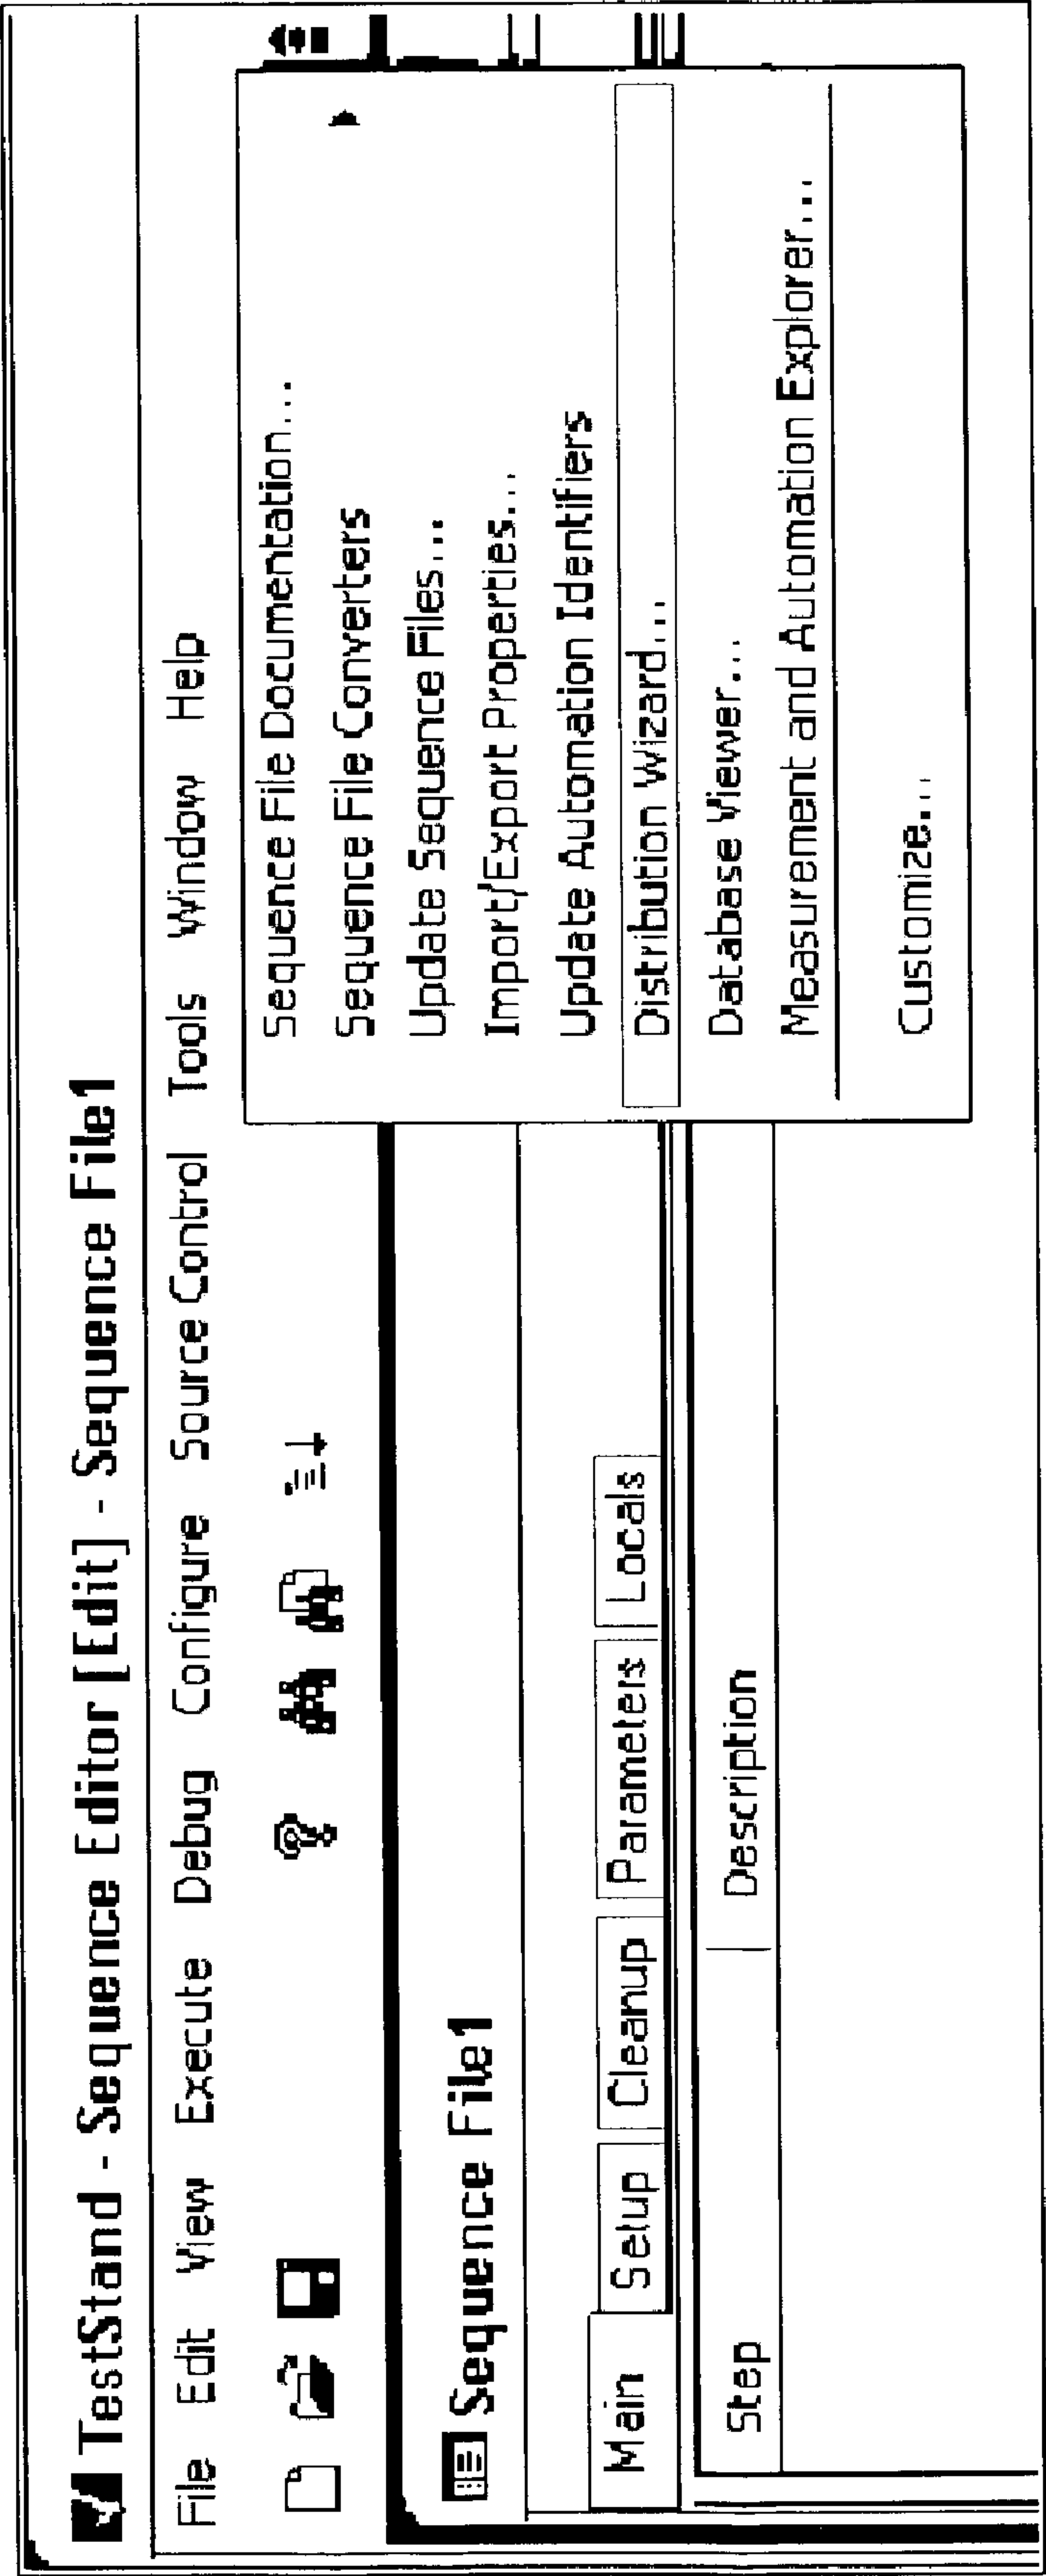 TestStand - Sequence Editor [Edit] - Sequence File1
File Edit View Execute Debug Configure Source Control Tools Window Help
Sequence File Documentation...
Sequence File Converters
Update Sequence Files...
Import/Export Properties...
Update Automation Identifiers
Distribution Wizard...
Database Viewer...
Measurement and Automation Explorer...
Customize...
Sequence File1
Main Setup Cleanup Parameters Locals
Step Description